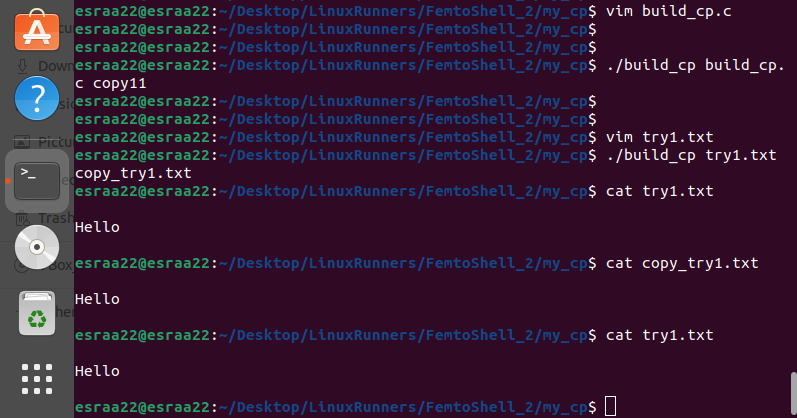 esraa22@esraa22:~/Desktop/LinuxRunners/FemtoShell_2/my_cp$ vim build_cp.c
esraa22@esraa22:~/Desktop/LinuxRunners/FemtoShell_2/my_cp$
esraa22@esraa22:~/Desktop/LinuxRunners/FemtoShell_2/my_cp$
esraa22@esraa22:~/Desktop/LinuxRunners/FemtoShell_2/my_cp$ ./build_cp build_cp.
c copy11
esraa22@esraa22:~/Desktop/LinuxRunners/FemtoShell_2/my_cp$
esraa22@esraa22:~/Desktop/LinuxRunners/FemtoShell_2/my_cp$
esraa22@esraa22:~/Desktop/LinuxRunners/FemtoShell_2/my_cp$ vim try1.txt
esraa22@esraa22:~/Desktop/LinuxRunners/FemtoShell_2/my_cp$ ./build_cp try1.txt
copy_try1.txt
esraa22@esraa22:~/Desktop/LinuxRunners/FemtoShell_2/my_cp$ cat try1.txt
Hello
esraa22@esraa22:~/Desktop/LinuxRunners/FemtoShell_2/my_cp$ cat copy_try1.txt
Hello
esraa22@esraa22:~/Desktop/LinuxRunners/FemtoShell_2/my_cp$ cat try1.txt
Hello
esraa22@esraa22:~/Desktop/LinuxRunners/FemtoShell_2/my_cp$
Down
Pictu
Trash